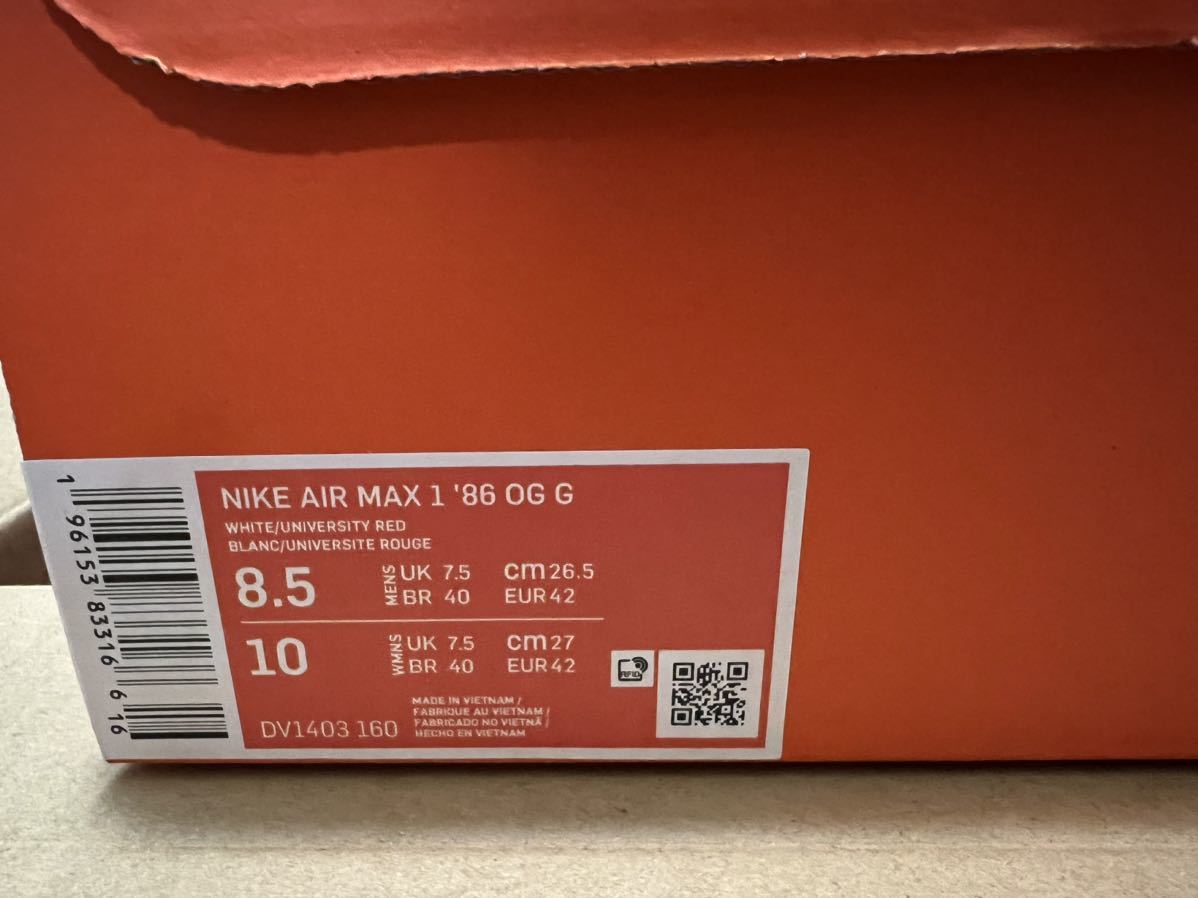 NIKE AIR MAX 1 '86 OG G
WHITE/UNIVERSITY RED
BLANC/UNIVERSITE ROUGE
8.5 MENS UK 7.5 cm 26.5
BR 40 EUR 42
10 WMNS UK 7.5 cm 27
BR 40 EUR 42
MADE IN VIETNAM /
FABRIQUE AU VIETNAM /
FABRICADO NO VIETNÃ /
HECHO EN VIETNAM
DV1403 160
RFID
1 96153 83316 6 16